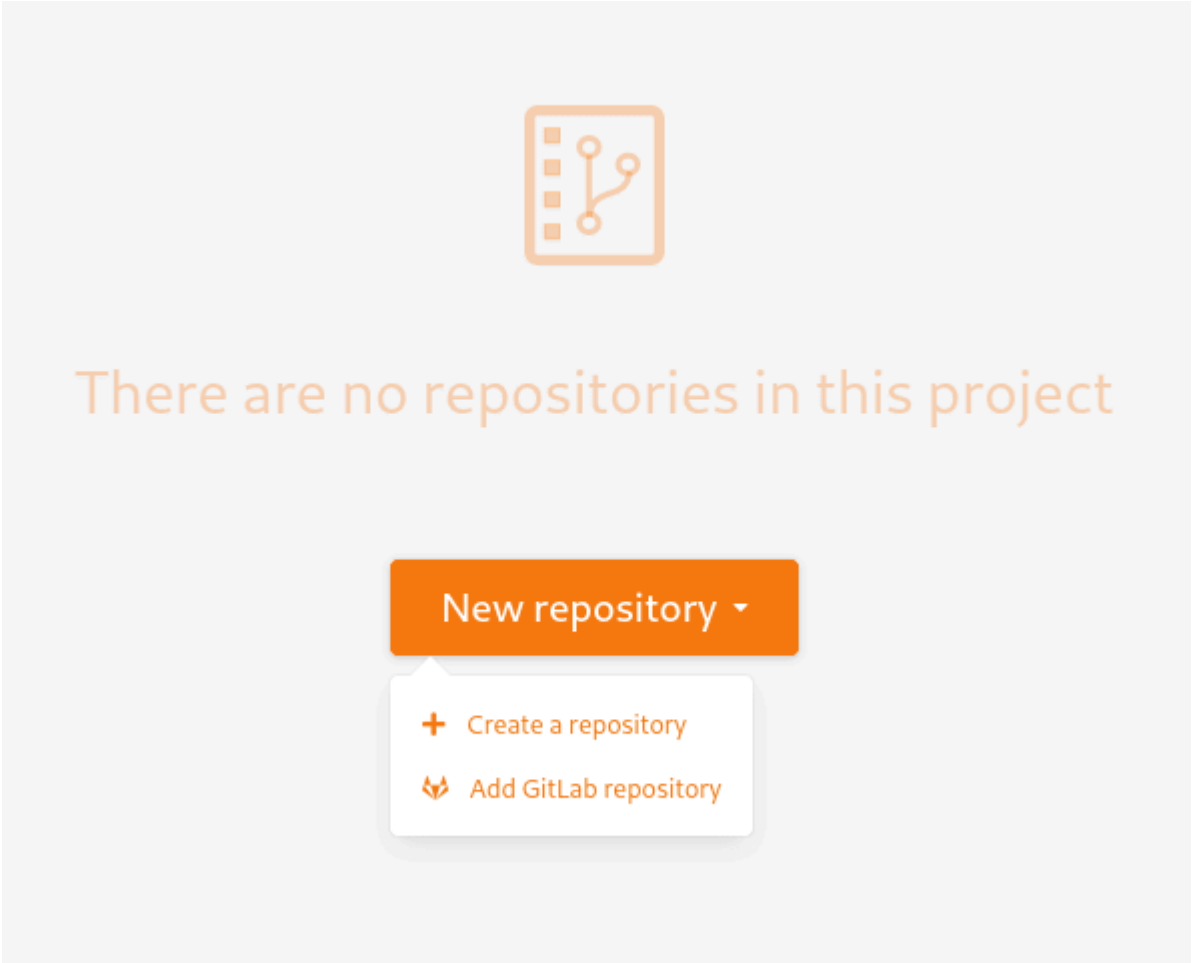 There are no repositories in this project
New repository
Create a repository
Add GitLab repository